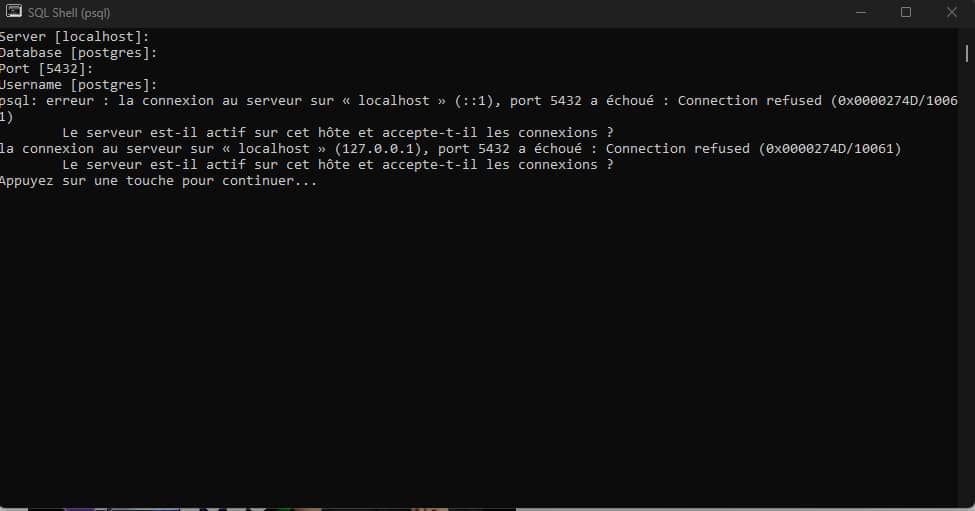 SQL Shell (psql)
Server [localhost]:
Database [postgres]:
Port [5432]:
Username [postgres]:
psql: erreur : la connexion au serveur sur « localhost » (::1), port 5432 a échoué : Connection refused (0x0000274D/1006
1)
Le serveur est-il actif sur cet hôte et accepte-t-il les connexions ?
la connexion au serveur sur « localhost » (127.0.0.1), port 5432 a échoué : Connection refused (0x0000274D/10061)
Le serveur est-il actif sur cet hôte et accepte-t-il les connexions ?
Appuyez sur une touche pour continuer...